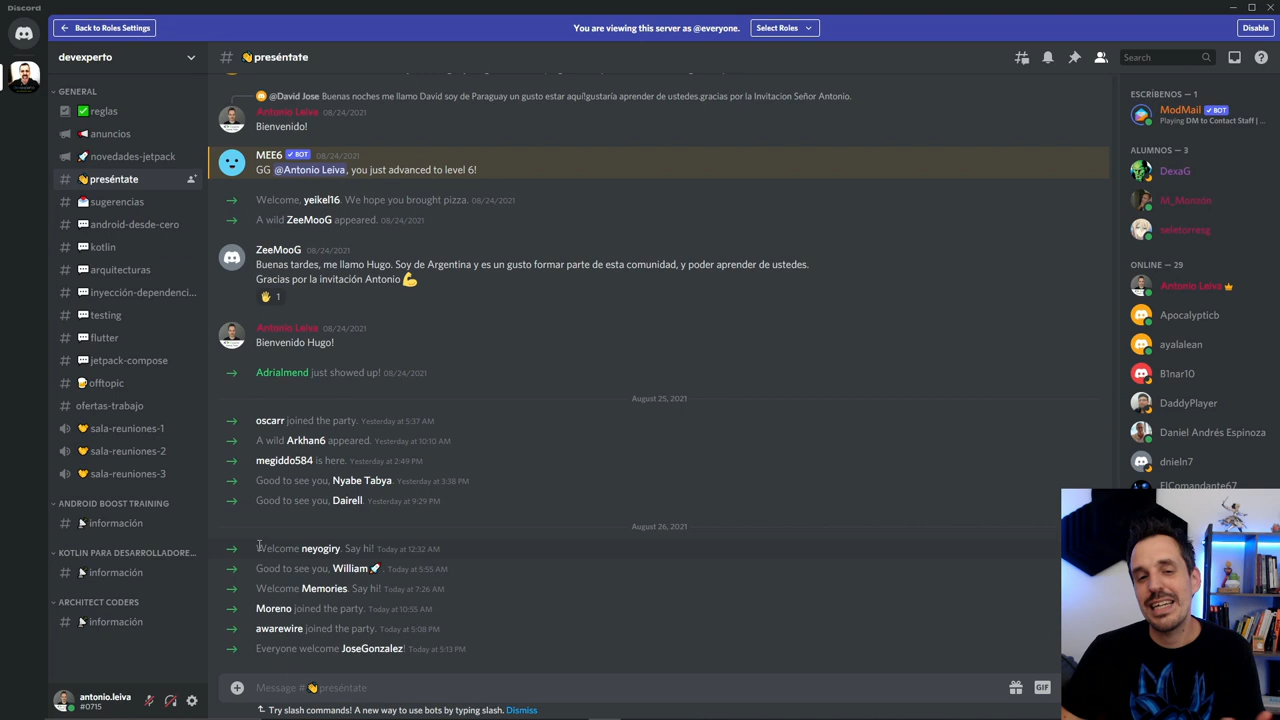 Discord
Back to Roles Settings
You are viewing this server as @everyone.
Select Roles
Disable
devexperto
👋préséntate
Search
GENERAL
✅reglas
📢anuncios
🚀novedades-jetpack
👋preséntate
📩sugerencias
💬android-desde-cero
💬kotlin
💬arquitecturas
💬inyección-dependenci...
💬testing
💬flutter
💬jetpack-compose
🍺offtopic
ofertas-trabajo
🤝sala-reuniones-1
🤝sala-reuniones-2
🤝sala-reuniones-3
ANDROID BOOST TRAINING
📡información
KOTLIN PARA DESARROLLADORE...
📡información
ARCHITECT CODERS
📡información
antonio.leiva
#0715
@David Jose Buenas noches me llamo David soy de Paraguay un gusto estar aquí!gustaría aprender de ustedes.gracias por la Invitacion Señor Antonio.
Antonio Leiva 08/24/2021
Bienvenido!
MEE6 ✓ BOT 08/24/2021
GG @Antonio Leiva, you just advanced to level 6!
Welcome, yeikel16. We hope you brought pizza. 08/24/2021
A wild ZeeMooG appeared. 08/24/2021
ZeeMooG 08/24/2021
Buenas tardes, me llamo Hugo. Soy de Argentina y es un gusto formar parte de esta comunidad, y poder aprender de ustedes.
Gracias por la invitación Antonio 💪
🖐 1
Antonio Leiva 08/24/2021
Bienvenido Hugo!
Adrialmend just showed up! 08/24/2021
August 25, 2021
oscarr joined the party. Yesterday at 5:37 AM
A wild Arkhan6 appeared. Yesterday at 10:10 AM
megiddo584 is here. Yesterday at 2:49 PM
Good to see you, Nyabe Tabya. Yesterday at 3:38 PM
Good to see you, Dairell. Yesterday at 9:29 PM
August 26, 2021
Welcome neyogiry. Say hi! Today at 12:32 AM
Good to see you, William 🚀. Today at 5:55 AM
Welcome Memories. Say hi! Today at 7:26 AM
Moreno joined the party. Today at 10:55 AM
awarewire joined the party. Today at 5:08 PM
Everyone welcome JoseGonzalez! Today at 5:13 PM
Message #👋preséntate
GIF
Try slash commands! A new way to use bots by typing slash. Dismiss
ESCRÍBENOS — 1
ModMail ✓ BOT
Playing DM to Contact Staff | ...
ALUMNOS — 3
DexaG
M_Monzón
seletorresg
ONLINE — 29
Antonio Leiva
Apocalypticb
ayalalean
B1nar10
DaddyPlayer
Daniel Andrés Espinoza
dnieln7
ElComandante67